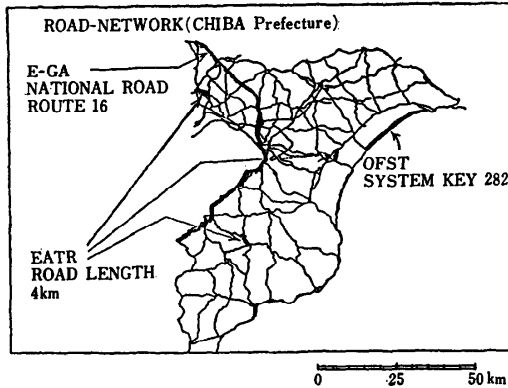 ROAD-NETWORK(CHIBA Prefecture)
E-GA
NATIONAL ROAD
ROUTE 16
OFST
SYSTEM KEY 282
EATR
ROAD LENGTH
4km
0 25 50 km